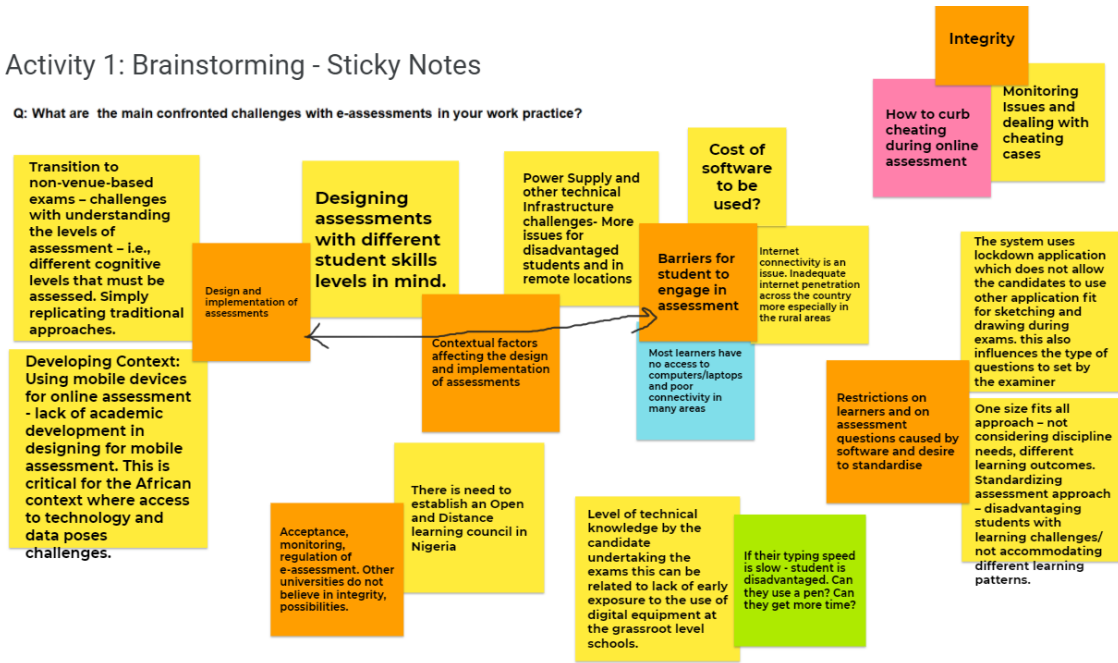 Activity 1: Brainstorming - Sticky Notes
Q: What are the main confronted challenges with e-assessments in your work practice?
Integrity
How to curb
cheating
during online
assessment
Monitoring
Issues and
dealing with
cheating
cases
Transition to
non-venue-based
exams – challenges
with understanding
the levels of
assessment – i.e.,
different cognitive
levels that must be
assessed. Simply
replicating traditional
approaches.
Design and
implementation of
assessments
Designing
assessments
with different
student skills
levels in mind.
Developing Context:
Using mobile devices
for online assessment
- lack of academic
development in
designing for mobile
assessment. This is
critical for the African
context where access
to technology and
data poses
challenges.
Contextual factors
affecting the design
and implementation
of assessments
Power Supply and
other technical
Infrastructure
challenges- More
issues for
disadvantaged
students and in
remote locations
Cost of
software
to be
used?
Barriers for
student to
engage in
assessment
Internet
connectivity is an
issue. Inadequate
internet penetration
across the country
more especially in
the rural areas
Most learners have
no access to
computers/laptops
and poor
connectivity in
many areas
The system uses
lockdown application
which does not allow
the candidates to use
other application fit
for sketching and
drawing during
exams. this also
influences the type of
questions to set by
the examiner
Restrictions on
learners and on
assessment
questions caused by
software and desire
to standardise
One size fits all
approach – not
considering discipline
needs, different
learning outcomes.
Standardizing
assessment approach
– disadvantaging
students with
learning challenges/
not accommodating
different learning
patterns.
Acceptance,
monitoring,
regulation of
e-assessment. Other
universities do not
believe in integrity,
possibilities.
There is need to
establish an Open
and Distance
learning council in
Nigeria
Level of technical
knowledge by the
candidate
undertaking the
exams this can be
related to lack of early
exposure to the use of
digital equipment at
the grassroot level
schools.
If their typing speed
is slow - student is
disadvantaged. Can
they use a pen? Can
they get more time?